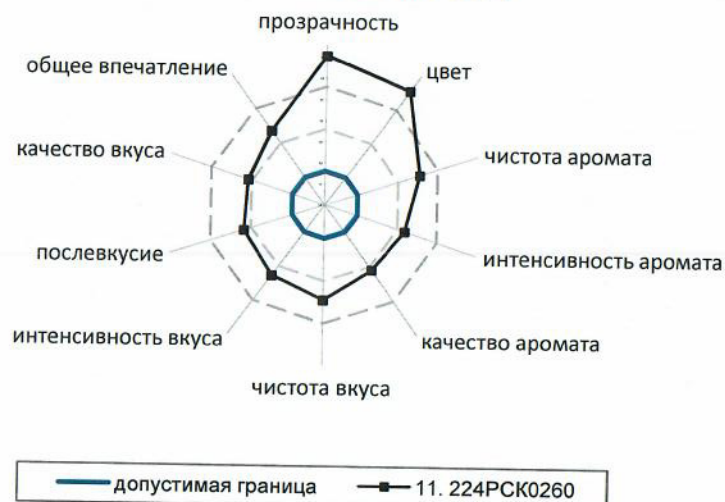 прозрачность
общее впечатление
цвет
качество вкуса
чистота аромата
послевкусие
интенсивность аромата
интенсивность вкуса
качество аромата
чистота вкуса
допустимая граница
11. 224РСК0260